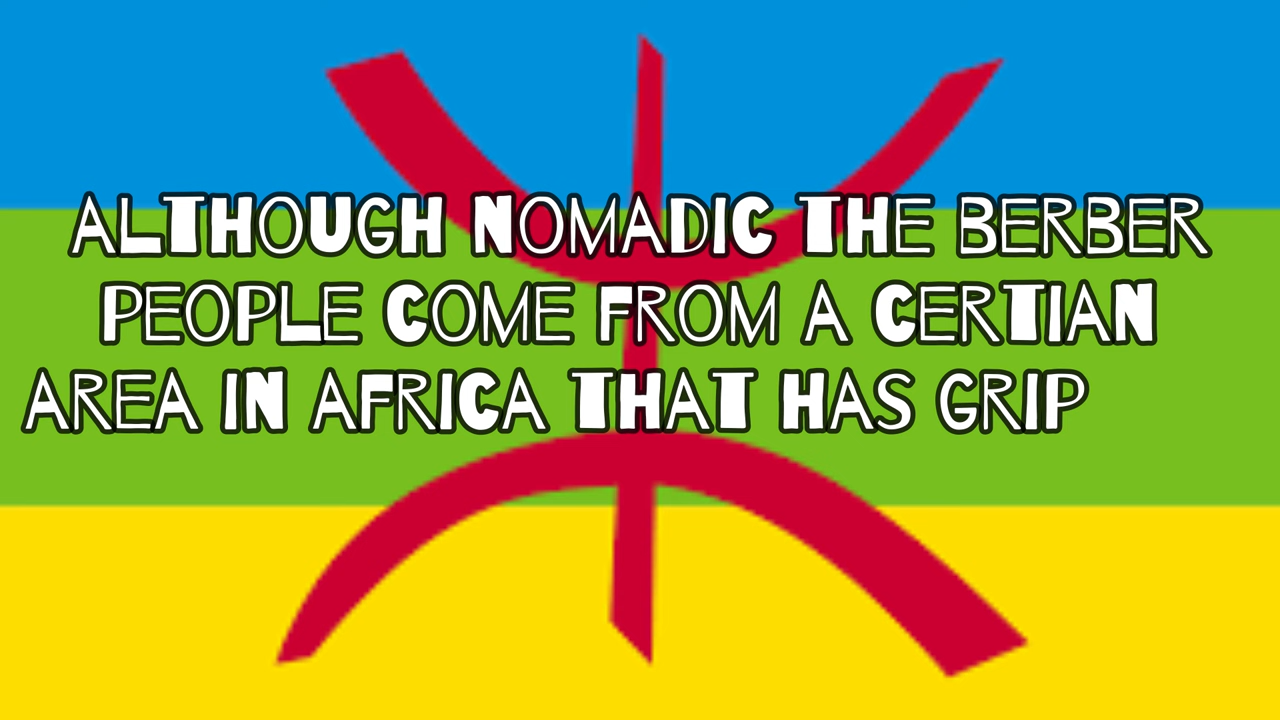 ALTHOUGH NOMADIC THE BERBER
PEOPLE COME FROM A CERTIAN
AREA IN AFRICA THAT HAS GRIP